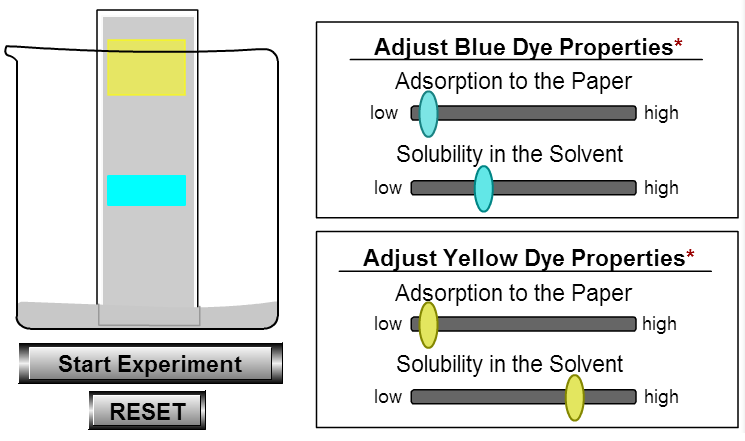 Adjust Blue Dye Properties*
Adsorption to the Paper
low high
Solubility in the Solvent
low high
Adjust Yellow Dye Properties*
Adsorption to the Paper
low high
Solubility in the Solvent
low high
Start Experiment
RESET